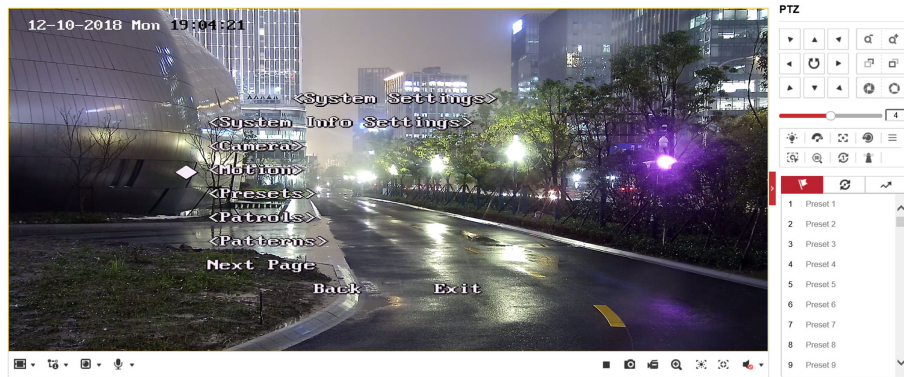 PTZ
12-10-2018 Mon 19:04:21
<System Settings>
<System Info Settings>
<Camera>
<Motion>
<Presets>
<Patrols>
<Patterns>
Next Page
Back Exit
4
1 Preset 1
2 Preset 2
3 Preset 3
4 Preset 4
5 Preset 5
6 Preset 6
7 Preset 7
8 Preset 8
9 Preset 9